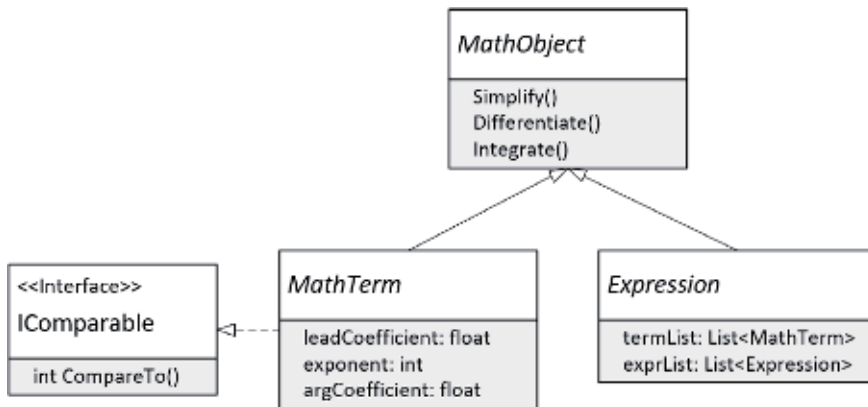 MathObject
Simplify()
Differentiate()
Integrate()
<<Interface>>
IComparable
int CompareTo()
MathTerm
leadCoefficient: float
exponent: int
argCoefficient: float
Expression
termList: List<MathTerm>
exprList: List<Expression>